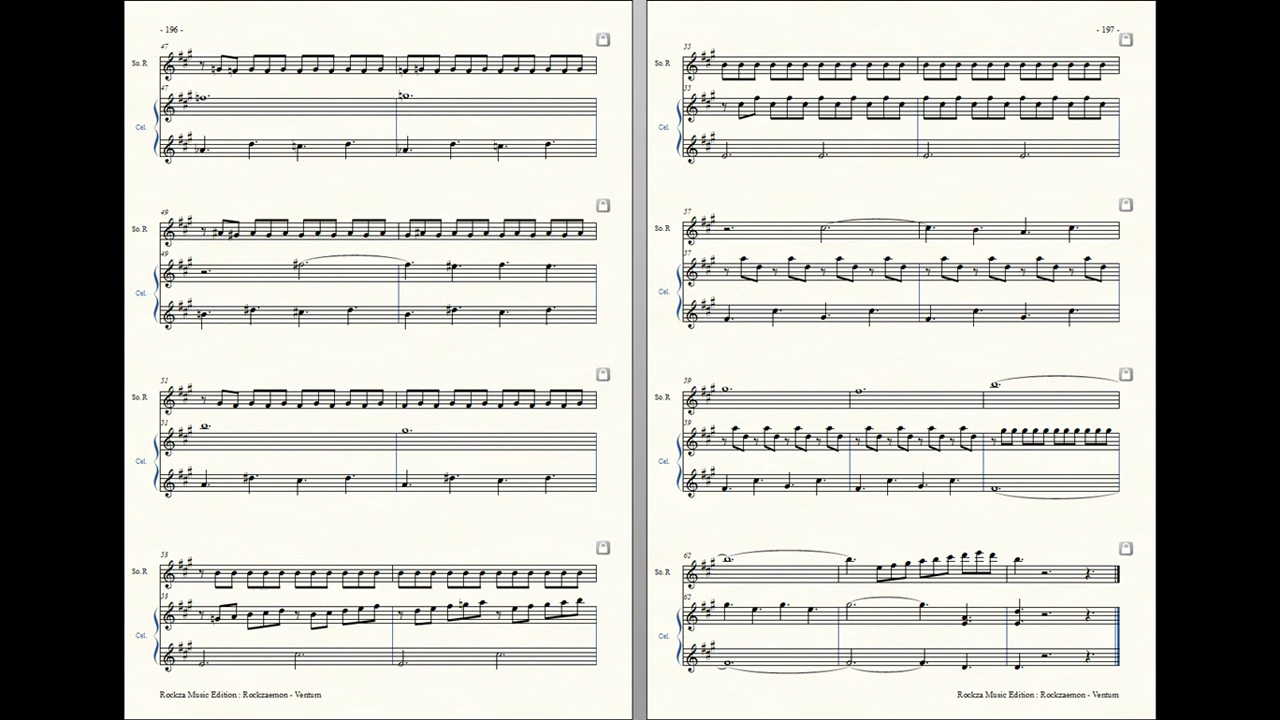 - 196 -
47
So. R
47
Cel.
49
So. R
49
Cel.
51
So. R
51
Cel.
53
So. R
53
Cel.
Rockza Music Edition : Rockzaemon - Ventum
- 197 -
55
So. R
55
Cel.
57
So. R
57
Cel.
59
So. R
59
Cel.
62
So. R
62
Cel.
Rockza Music Edition : Rockzaemon - Ventum